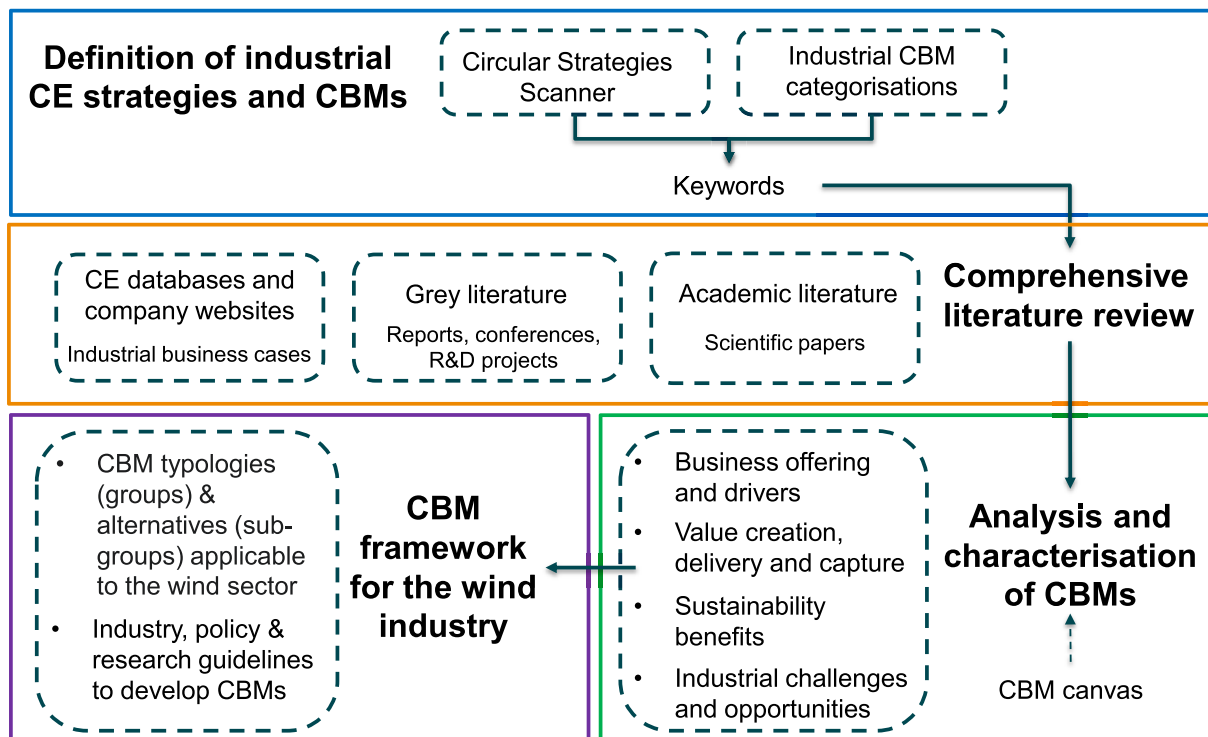 Definition of industrial
CE strategies and CBMs
Circular Strategies
Scanner
Industrial CBM
categorisations
Keywords
CE databases and
company websites
Industrial business cases
Grey literature
Reports, conferences,
R&D projects
Academic literature
Scientific papers
Comprehensive
literature review
• CBM typologies
(groups) &
alternatives (sub-
groups) applicable
to the wind sector
• Industry, policy &
research guidelines
to develop CBMs
CBM
framework
for the wind
industry
• Business offering
and drivers
• Value creation,
delivery and capture
• Sustainability
benefits
• Industrial challenges
and opportunities
Analysis and
characterisation
of CBMs
CBM canvas